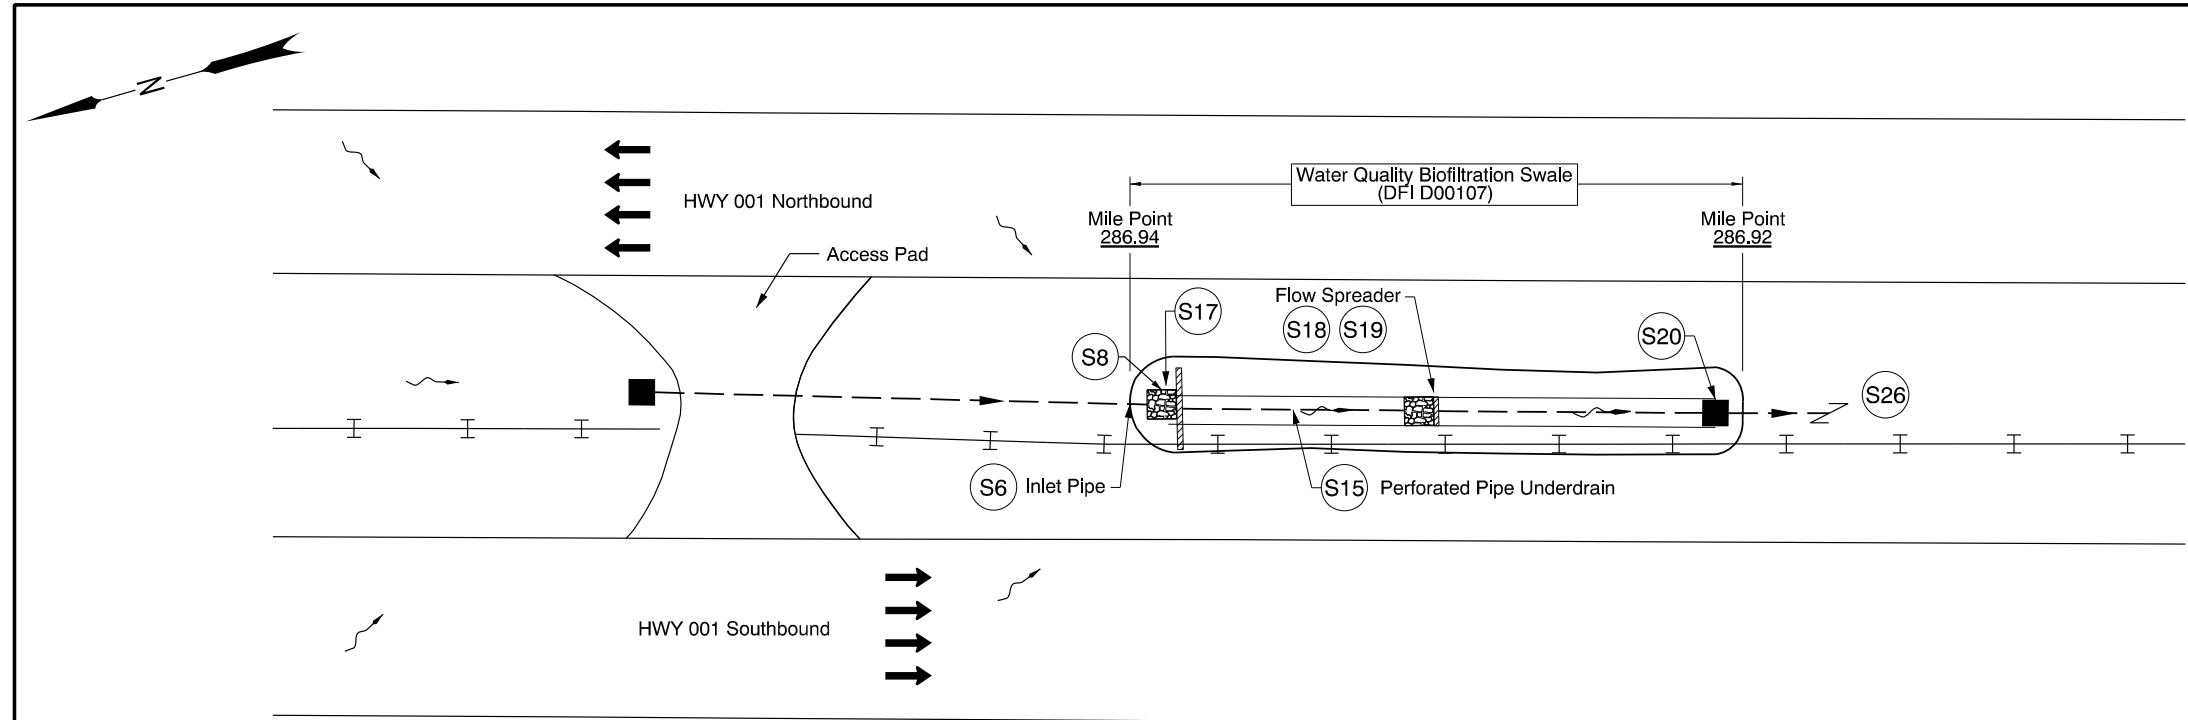 N
Water Quality Biofiltration Swale
(DFI D00107)
HWY 001 Northbound
Mile Point
286.94
Mile Point
286.92
Access Pad
Flow Spreader
S17
S18
S19
S20
S8
S26
S6
Inlet Pipe
S15
Perforated Pipe Underdrain
HWY 001 Southbound